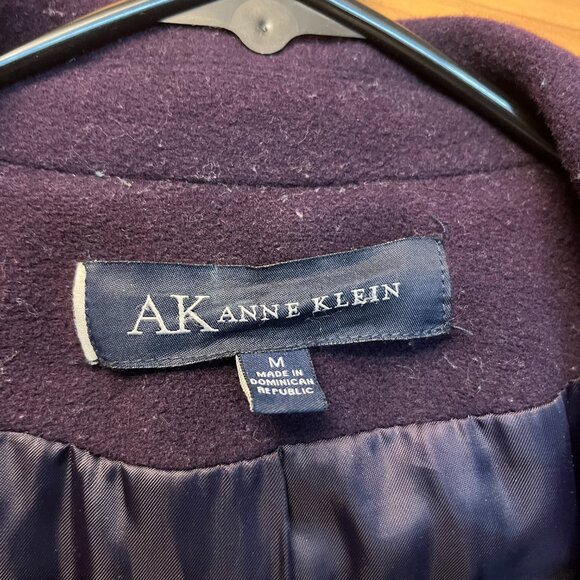 AK ANNE KLEIN
M
MADE IN
DOMINICAN
REPUBLIC